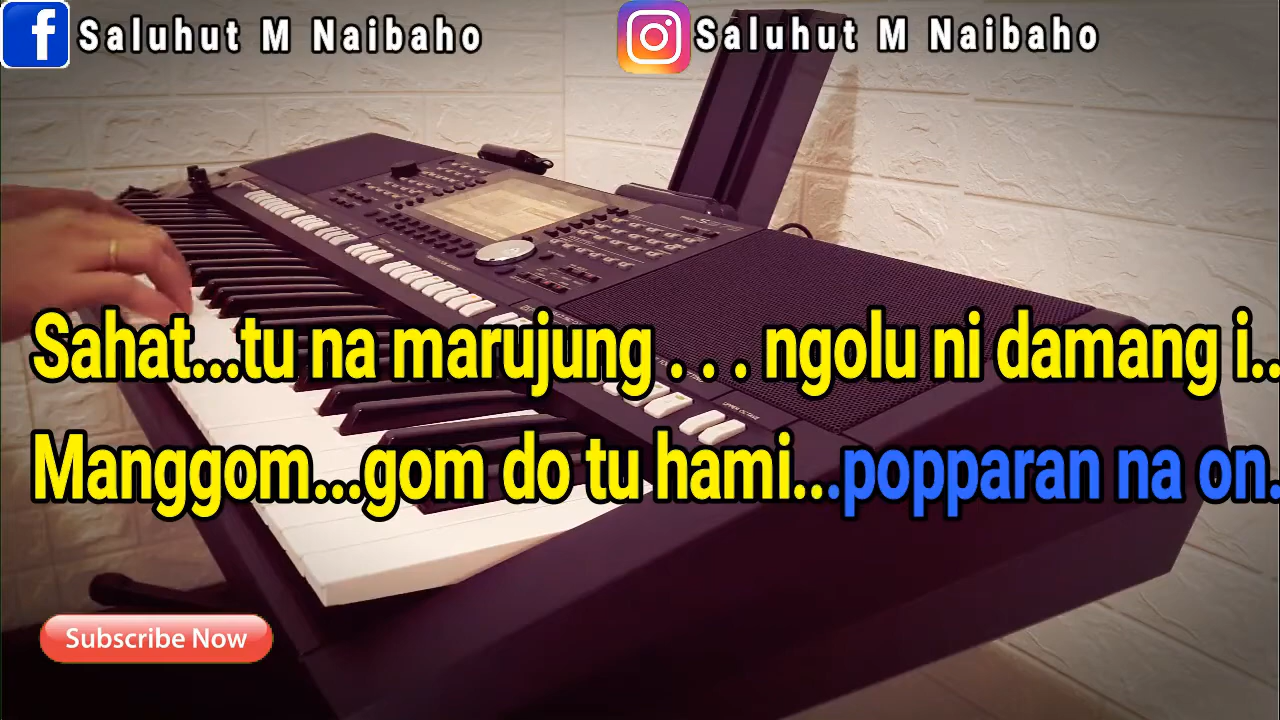 Saluhut M Naibaho
Saluhut M Naibaho
Sahat...tu na marujung . . . ngolu ni damang i..
Manggom...gom do tu hami...popparan na on.
Subscribe Now